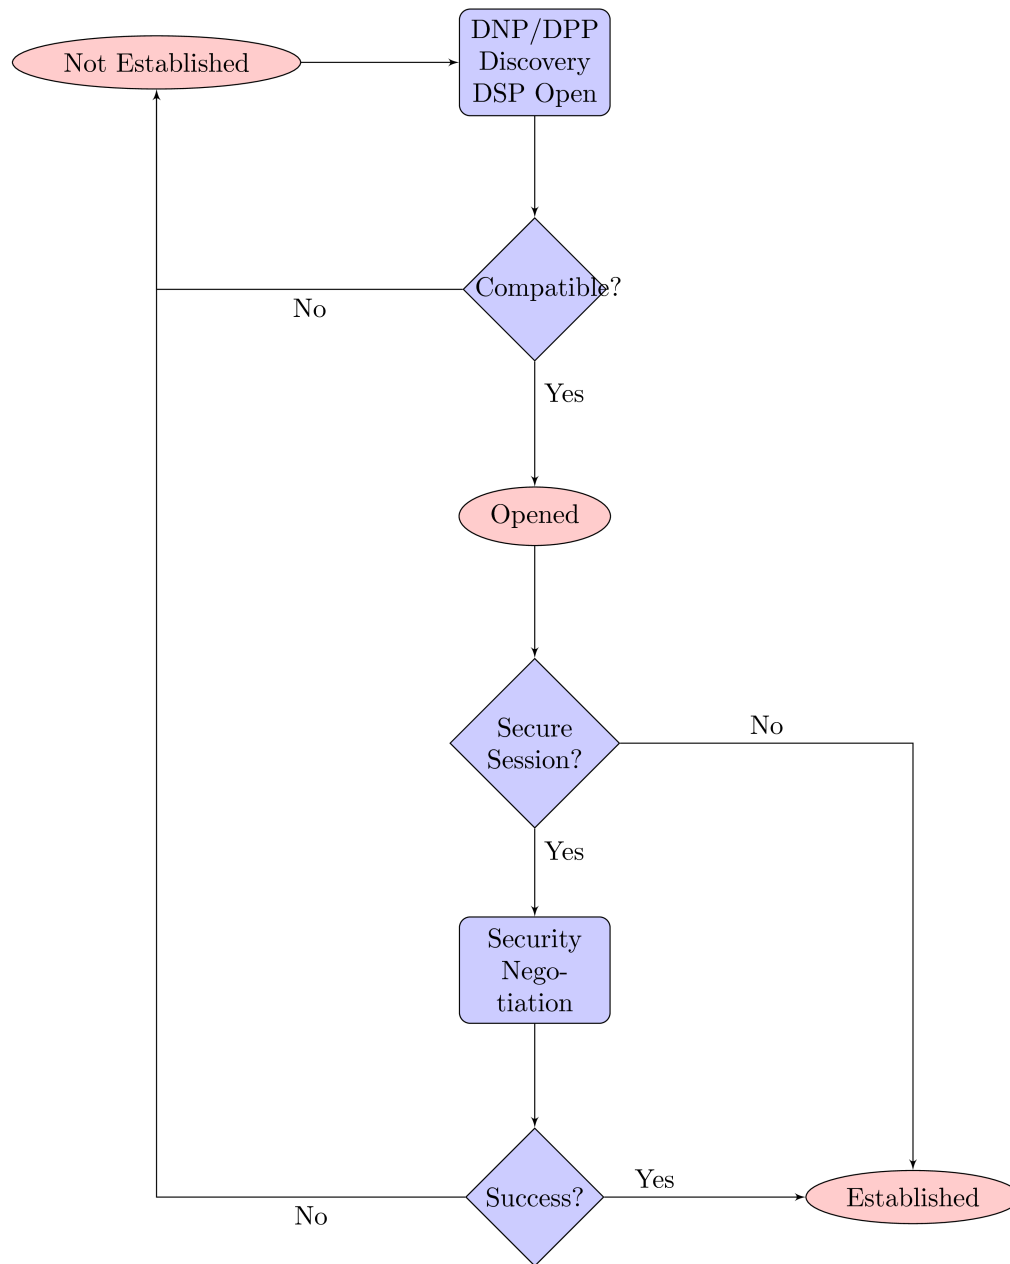 Not Established
DNP/DPP
Discovery
DSP Open
Compatible?
No
Yes
Opened
Secure
Session?
No
Yes
Security
Nego-
tiation
Success?
Yes
No
Established